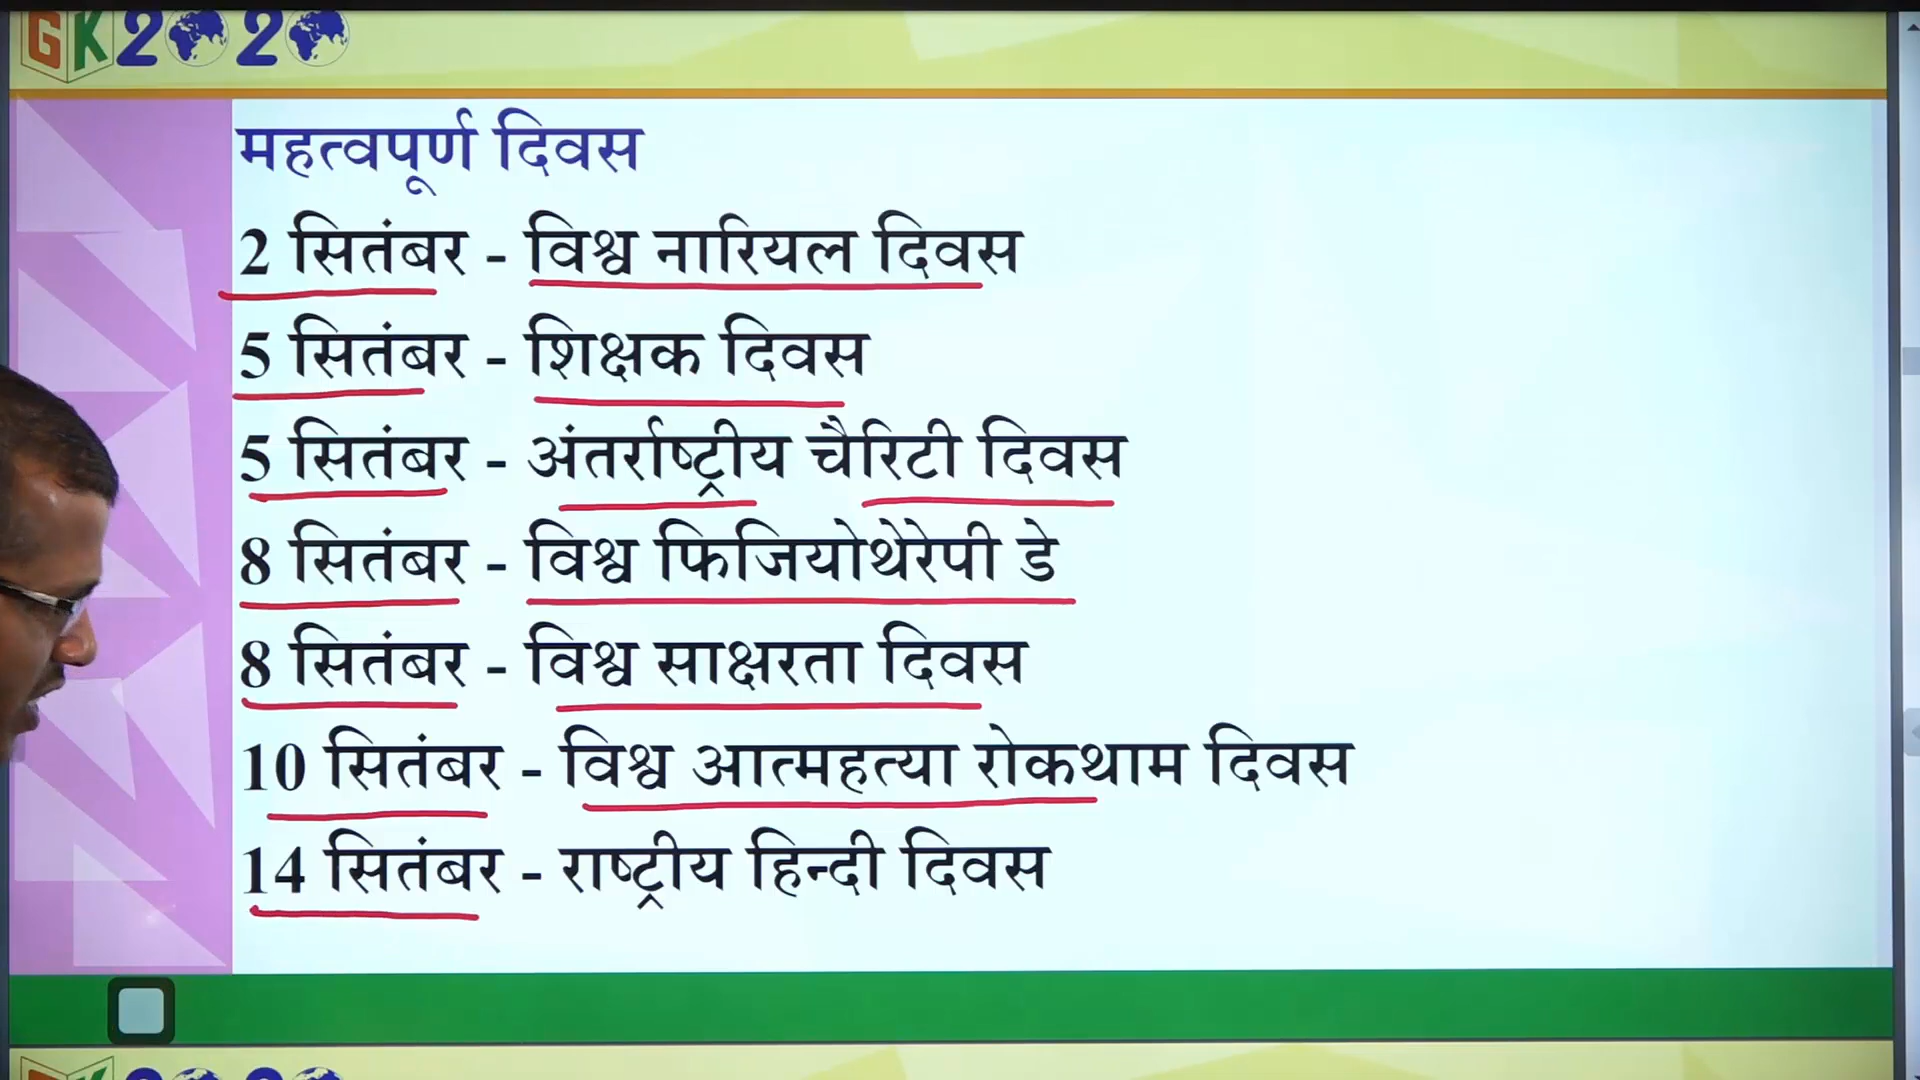 GK2020
महत्वपूर्ण दिवस
2 सितंबर - विश्व नारियल दिवस
5 सितंबर - शिक्षक दिवस
5 सितंबर - अंतर्राष्ट्रीय चैरिटी दिवस
8 सितंबर - विश्व फिजियोथेरेपी डे
8 सितंबर - विश्व साक्षरता दिवस
10 सितंबर - विश्व आत्महत्या रोकथाम दिवस
14 सितंबर - राष्ट्रीय हिन्दी दिवस
GK2020